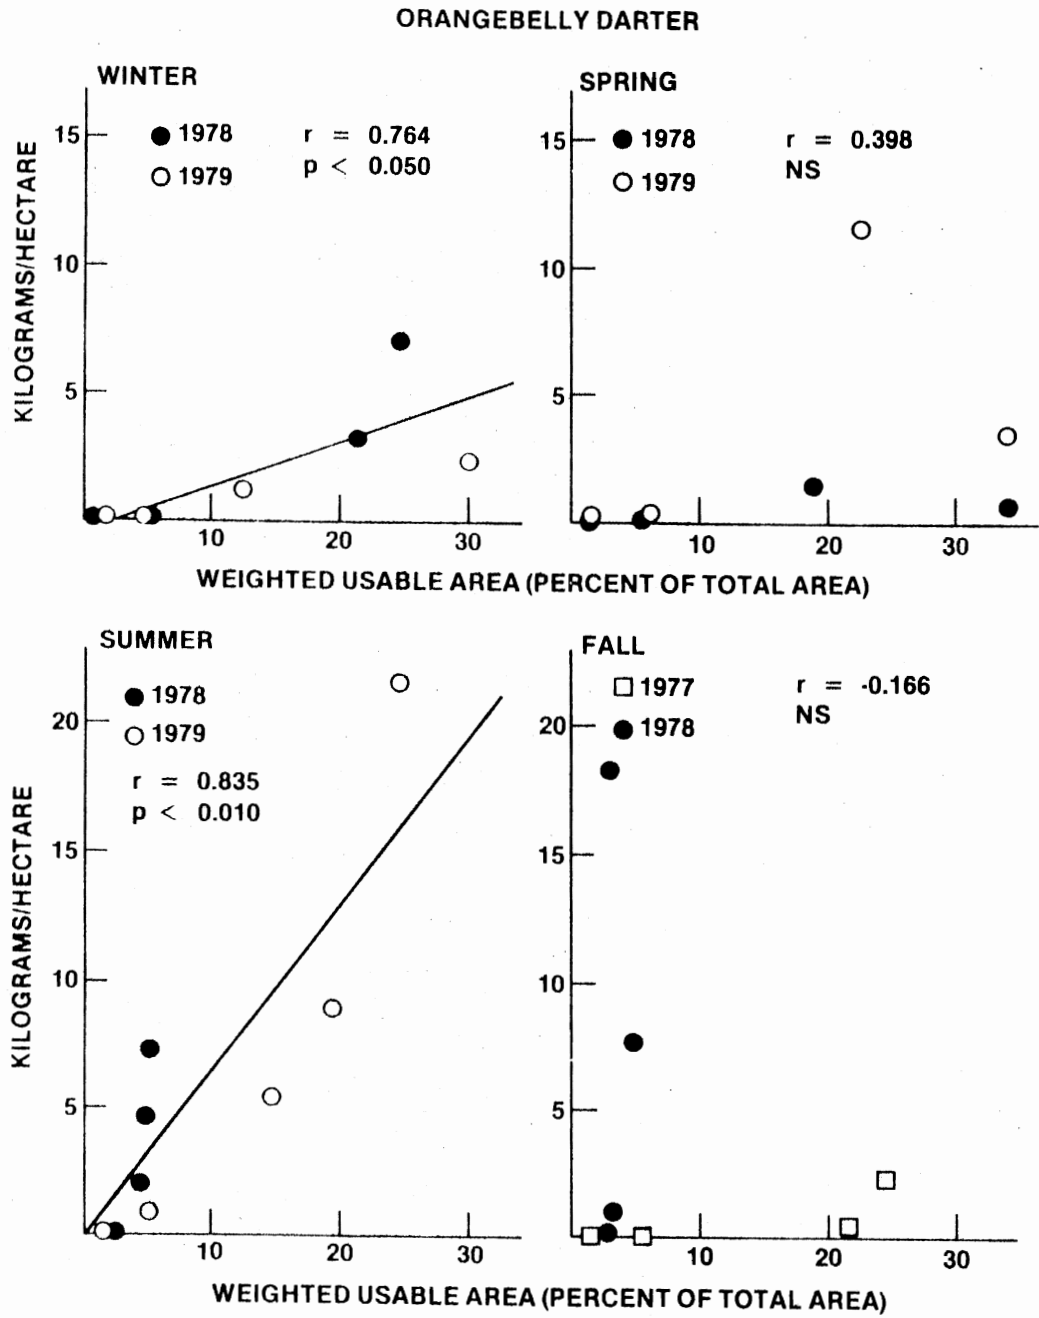 ORANGEBELLY DARTER
WINTER
● 1978
○ 1979
r = 0.764
p < 0.050
KILOGRAMS/HECTARE
15
10
5
10 20 30
SPRING
● 1978
○ 1979
r = 0.398
NS
15
10
5
10 20 30
WEIGHTED USABLE AREA (PERCENT OF TOTAL AREA)
SUMMER
● 1978
○ 1979
r = 0.835
p < 0.010
KILOGRAMS/HECTARE
20
15
10
5
10 20 30
FALL
□ 1977
● 1978
r = -0.166
NS
20
15
10
5
10 20 30
WEIGHTED USABLE AREA (PERCENT OF TOTAL AREA)